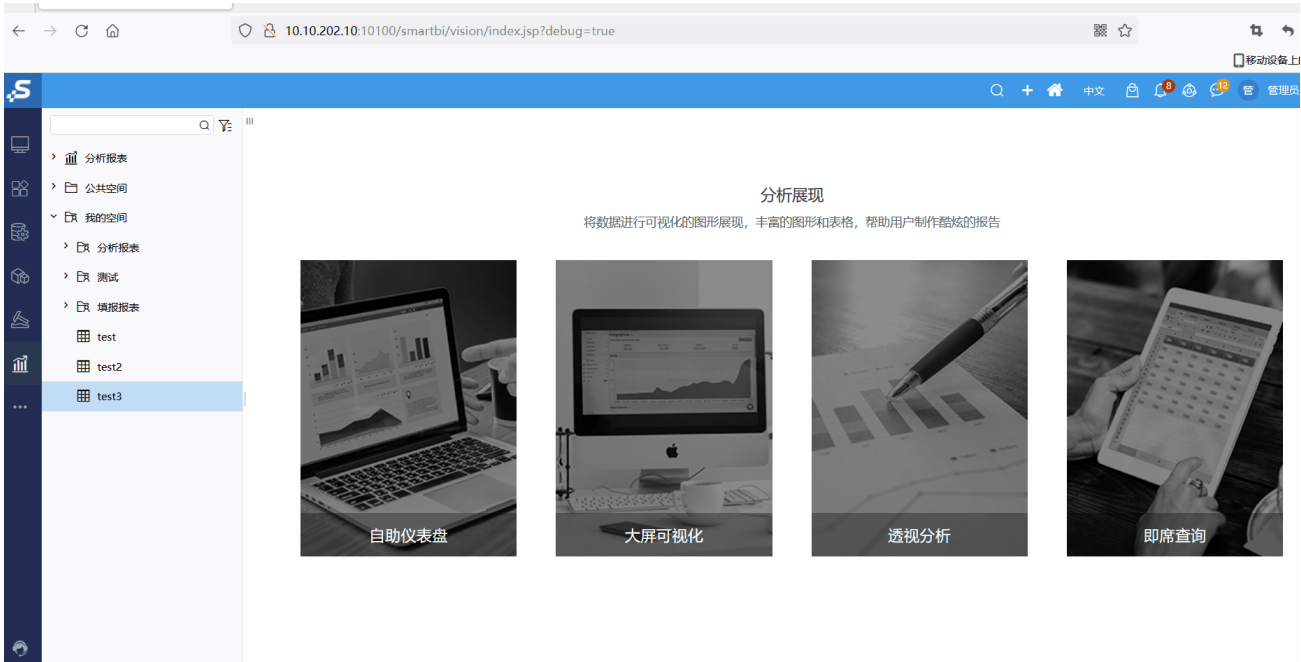 10.10.202.10:10100/smartbi/vision/index.jsp?debug=true
移动设备上
中文
8
12
管
管理员
分析报表
公共空间
我的空间
分析报表
测试
填报报表
test
test2
test3
分析展现
将数据进行可视化的图形展现，丰富的图形和表格，帮助用户制作酷炫的报告
自助仪表盘
大屏可视化
透视分析
即席查询